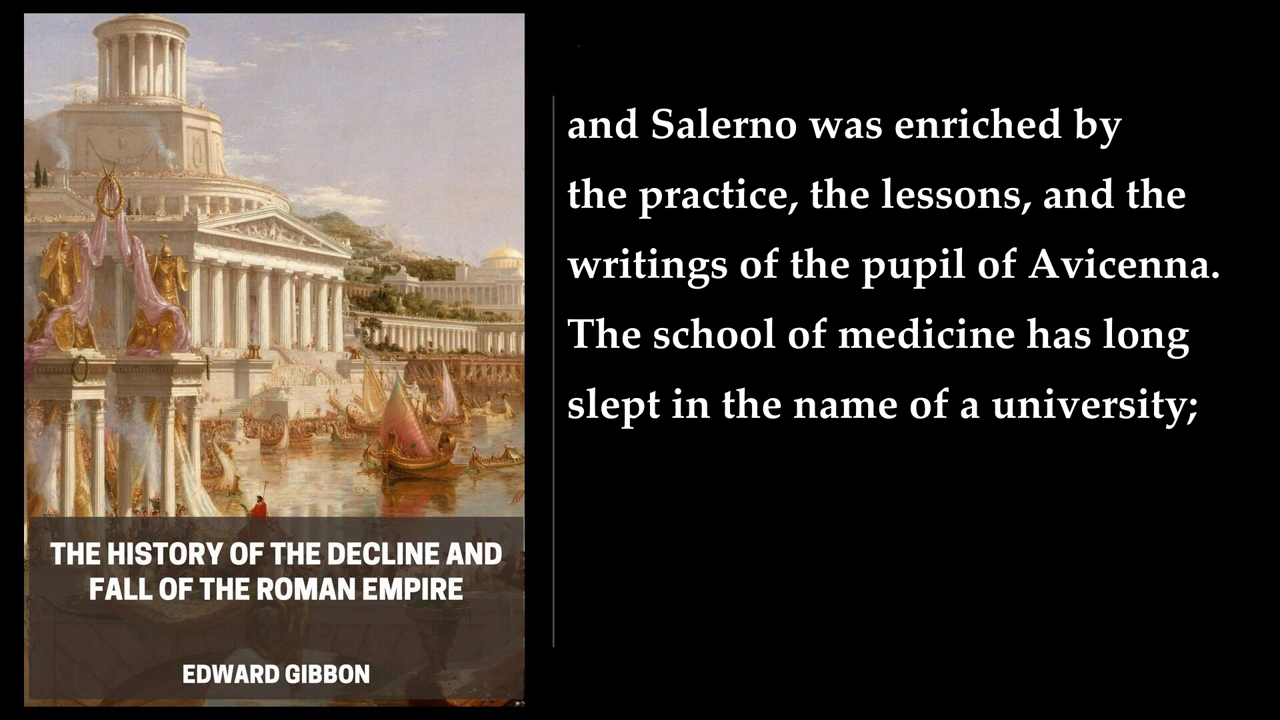 THE HISTORY OF THE DECLINE AND
FALL OF THE ROMAN EMPIRE
EDWARD GIBBON
and Salerno was enriched by
the practice, the lessons, and the
writings of the pupil of Avicenna.
The school of medicine has long
slept in the name of a university;